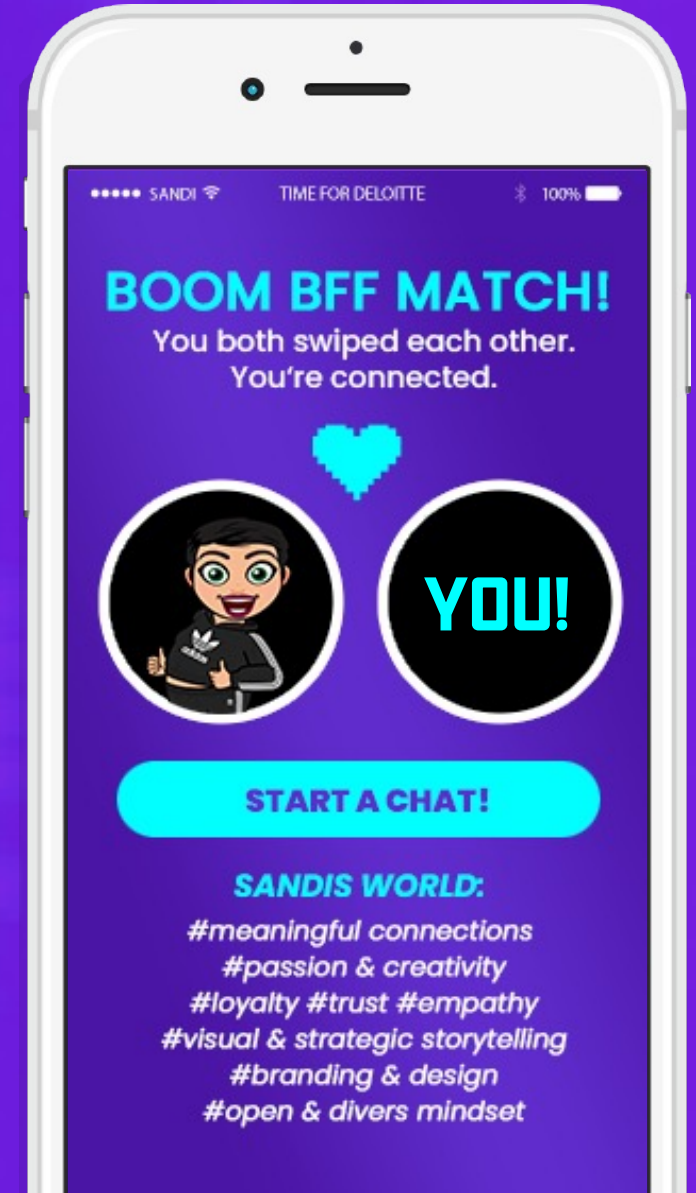 SANDI TIME FOR DELOITTE 100%
BOOM BFF MATCH!
You both swiped each other.
You're connected.
adidas
YOU!
START A CHAT!
SANDIS WORLD:
#meaningful connections
#passion & creativity
#loyalty #trust #empathy
#visual & strategic storytelling
#branding & design
#open & divers mindset